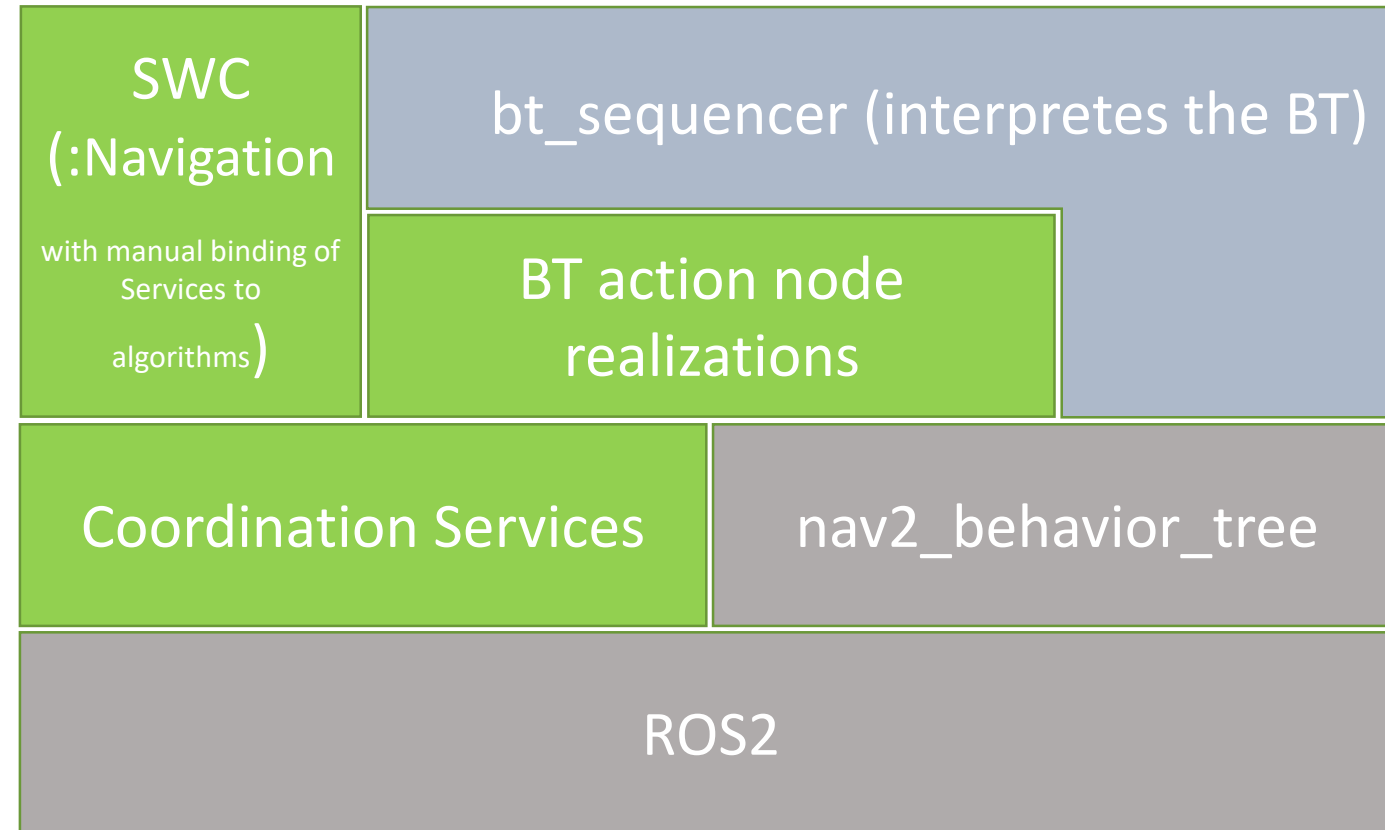 SWC
(:Navigation
with manual binding of
Services to
algorithms)
bt_sequencer (interpretes the BT)
BT action node
realizations
Coordination Services
nav2_behavior_tree
ROS2